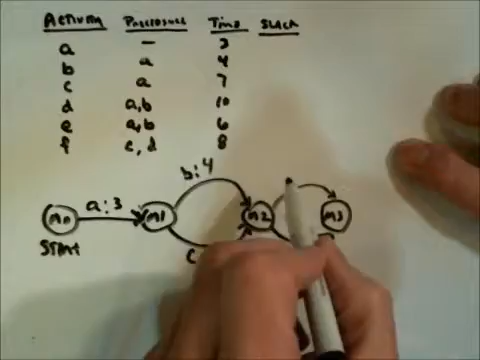 ACTIVITY PREDECESSOR TIME SLACK
a — 3
b a 4
c a 7
d a,b 10
e a,b 6
f c,d 8
b:4
a:3
m0 m1 m2 m3
START c